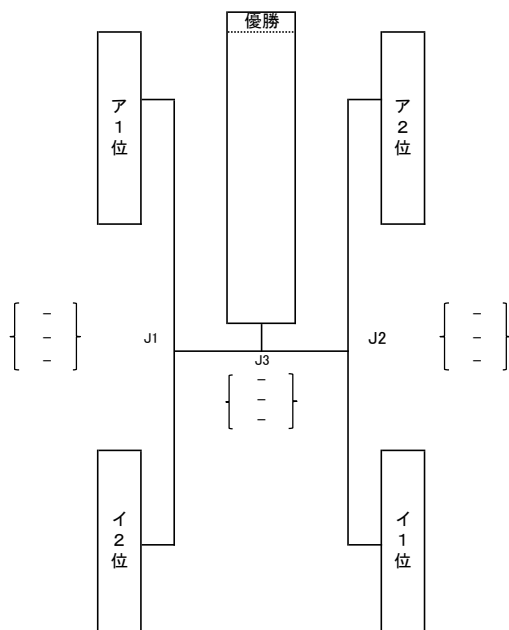 優勝
ア1位
ア2位
J1
J2
J3
{ － － － }
{ － － － }
{ － － － }
イ2位
イ1位